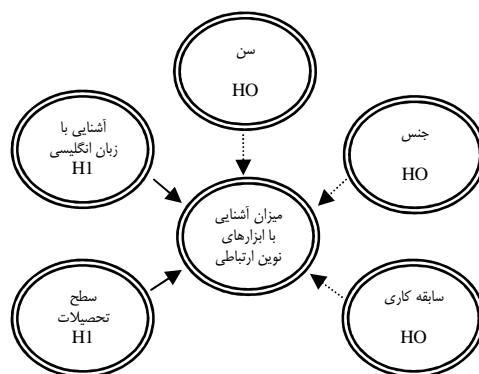 سن
HO
آشنایی با
زبان انگلیسی
H1
جنس
HO
میزان آشنایی
با ابزارهای
نوین ارتباطی
سطح
تحصیلات
H1
سابقه کاری
HO